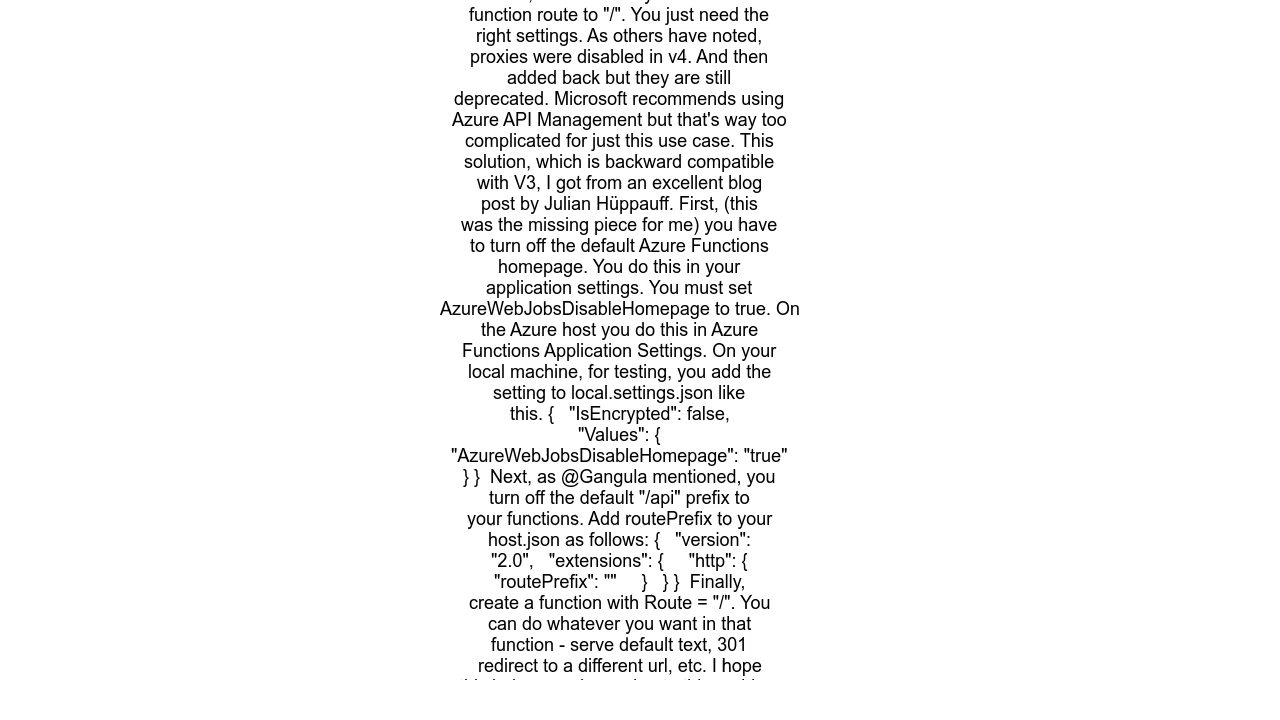 function route to "/". You just need the
right settings. As others have noted,
proxies were disabled in v4. And then
added back but they are still
deprecated. Microsoft recommends using
Azure API Management but that's way too
complicated for just this use case. This
solution, which is backward compatible
with V3, I got from an excellent blog
post by Julian Hüppauff. First, (this
was the missing piece for me) you have
to turn off the default Azure Functions
homepage. You do this in your
application settings. You must set
AzureWebJobsDisableHomepage to true. On
the Azure host you do this in Azure
Functions Application Settings. On your
local machine, for testing, you add the
setting to local.settings.json like
this. {   "IsEncrypted": false,
"Values": {
"AzureWebJobsDisableHomepage": "true"
} }  Next, as @Gangula mentioned, you
turn off the default "/api" prefix to
your functions. Add routePrefix to your
host.json as follows: {   "version":
"2.0",   "extensions": {     "http": {
"routePrefix": ""     }   } }  Finally,
create a function with Route = "/". You
can do whatever you want in that
function - serve default text, 301
redirect to a different url, etc. I hope